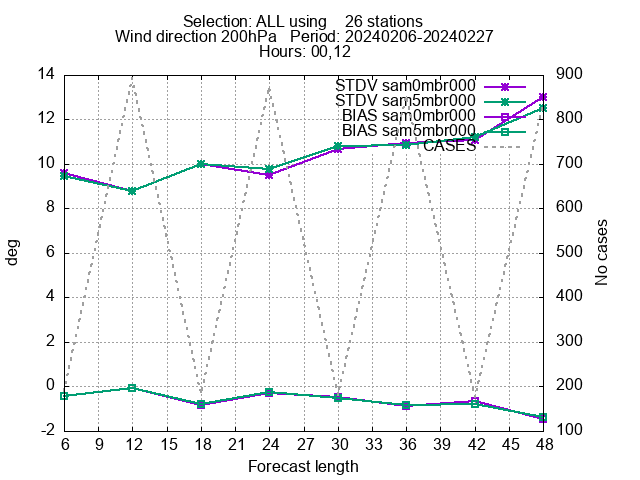 Selection: ALL using    26 stations
Wind direction 200hPa   Period: 20240206-20240227
Hours: 00,12
STDV sam0mbr000
STDV sam5mbr000
BIAS sam0mbr000
BIAS sam5mbr000
CASES
14
12
10
8
6
4
2
0
-2
deg
900
800
700
600
500
400
300
200
100
No cases
6 9 12 15 18 21 24 27 30 33 36 39 42 45 48
Forecast length